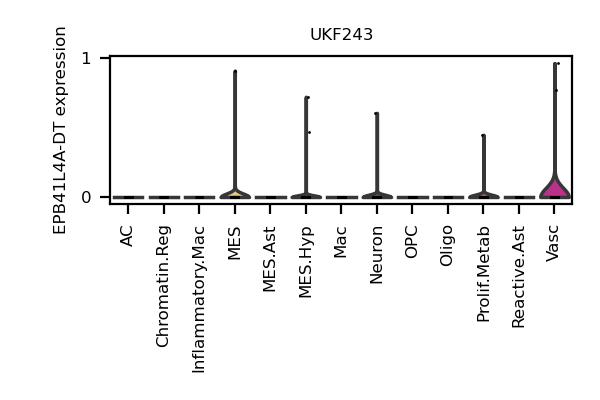 UKF243
EPB41L4A-DT expression
1
0
AC
Chromatin.Reg
Inflammatory.Mac
MES
MES.Ast
MES.Hyp
Mac
Neuron
OPC
Oligo
Prolif.Metab
Reactive.Ast
Vasc